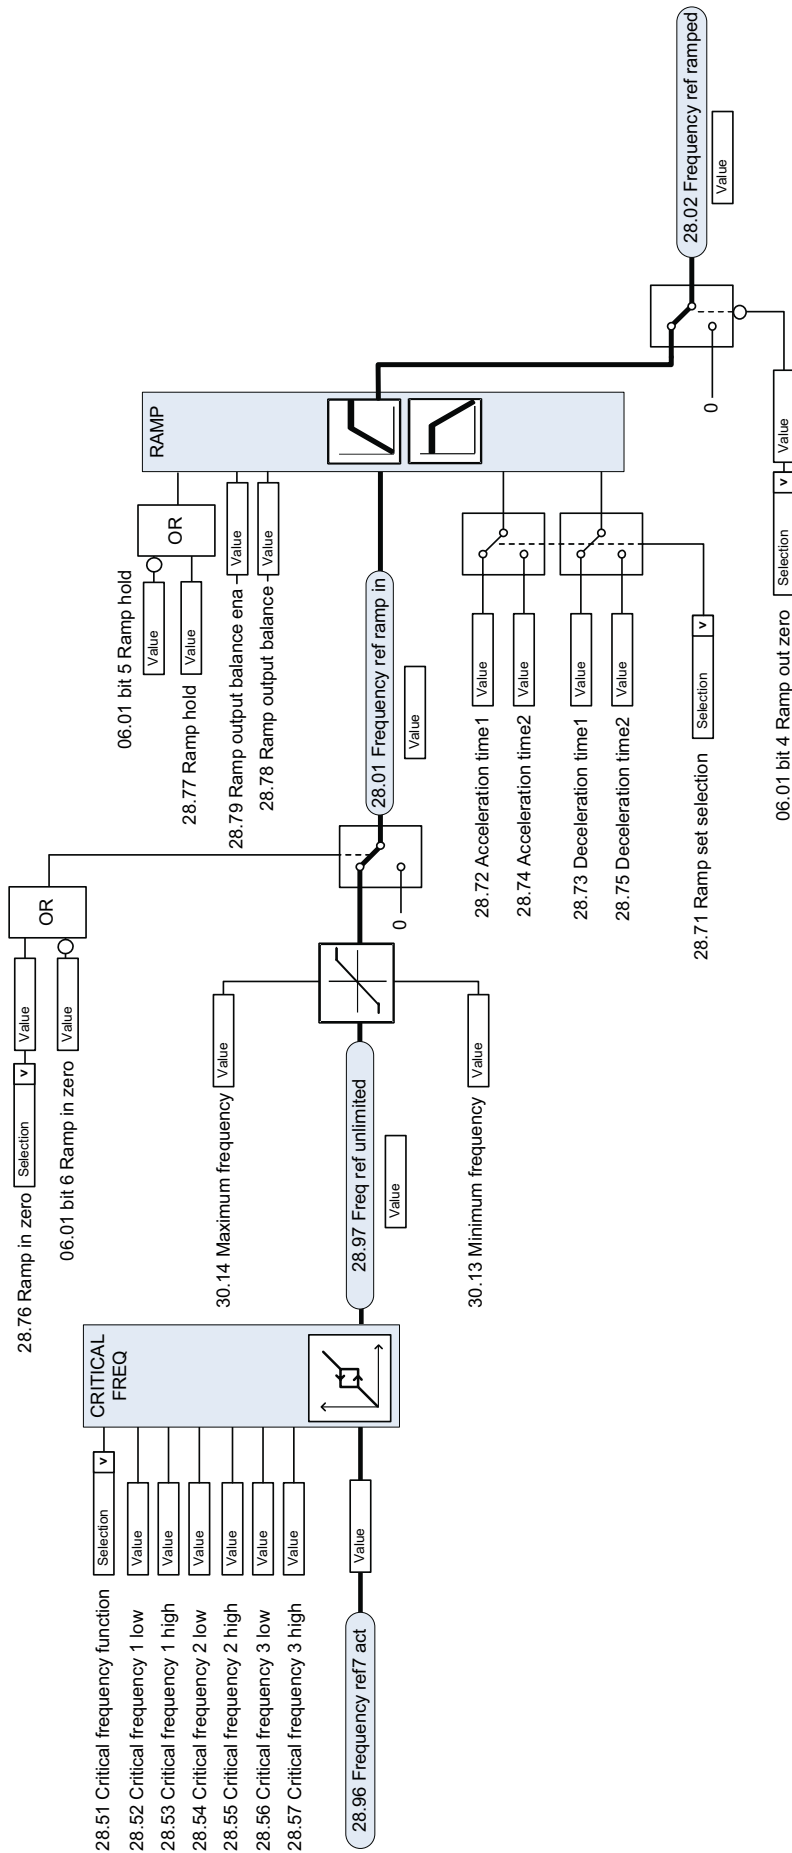 28.51 Critical frequency function
Selection
v
28.52 Critical frequency 1 low
Value
28.53 Critical frequency 1 high
Value
28.54 Critical frequency 2 low
Value
28.55 Critical frequency 2 high
Value
28.56 Critical frequency 3 low
Value
28.57 Critical frequency 3 high
Value
28.96 Frequency ref7 act
Value
CRITICAL
FREQ
28.97 Freq ref unlimited
Value
30.14 Maximum frequency
Value
30.13 Minimum frequency
Value
28.76 Ramp in zero
Selection
v
Value
06.01 bit 6 Ramp in zero
Value
OR
0
28.01 Frequency ref ramp in
Value
06.01 bit 5 Ramp hold
Value
28.77 Ramp hold
Value
OR
28.79 Ramp output balance ena
Value
28.78 Ramp output balance
Value
RAMP
28.72 Acceleration time1
Value
28.74 Acceleration time2
Value
28.73 Deceleration time1
Value
28.75 Deceleration time2
Value
28.71 Ramp set selection
Selection
v
0
06.01 bit 4 Ramp out zero
Selection
v
Value
28.02 Frequency ref ramped
Value